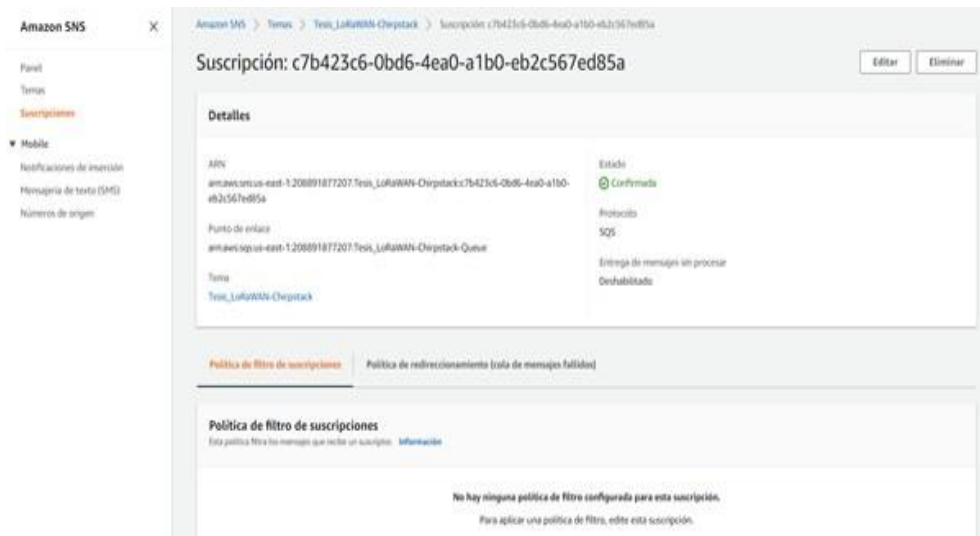 Amazon SNS
Panel
Temas
Suscripciones
Mobile
Notificaciones de inserción
Mensajería de texto (SMS)
Números de origen
Amazon SNS > Temas > Tesis_LoRaWAN-Chirpstack > Suscripción: c7b423c6-0bd6-4ea0-a1b0-eb2c567ed85a
Suscripción: c7b423c6-0bd6-4ea0-a1b0-eb2c567ed85a
Editar
Eliminar
Detalles
ARN
arn:aws:sns:us-east-1:208891877207:Tesis_LoRaWAN-Chirpstack:c7b423c6-0bd6-4ea0-a1b0-
eb2c567ed85a
Punto de enlace
arn:aws:sqs:us-east-1:208891877207:Tesis_LoRaWAN-Chirpstack-Queue
Tema
Tesis_LoRaWAN-Chirpstack
Estado
Confirmada
Protocolo
SQS
Entrega de mensajes sin procesar
Deshabilitado
Política de filtro de suscripciones
Política de redireccionamiento (cola de mensajes fallidos)
Política de filtro de suscripciones
Esta política filtra los mensajes que recibe un suscriptor. Información
No hay ninguna política de filtro configurada para esta suscripción.
Para aplicar una política de filtro, edite esta suscripción.